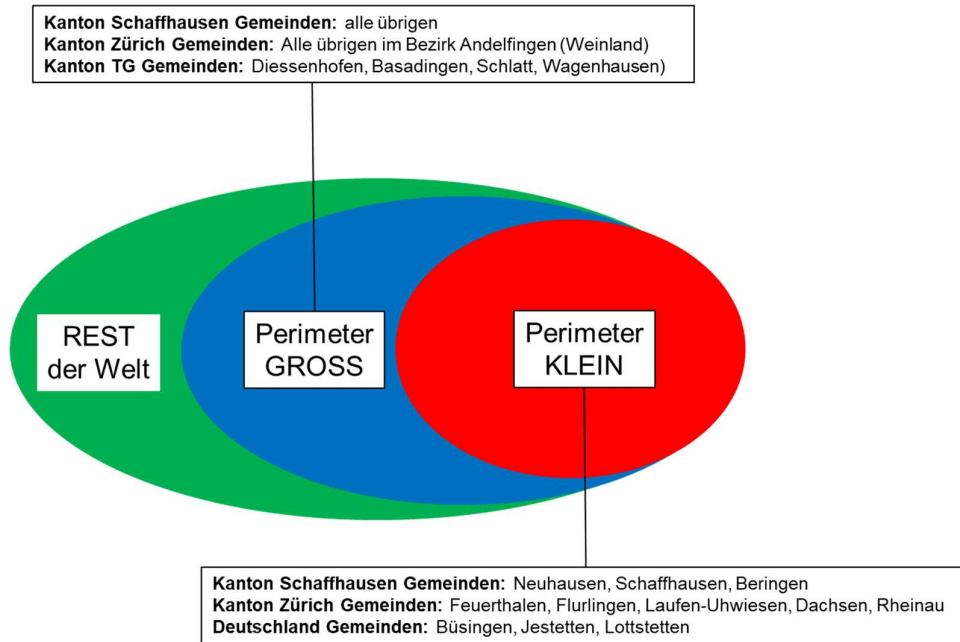 Kanton Schaffhausen Gemeinden: alle übrigen
Kanton Zürich Gemeinden: Alle übrigen im Bezirk Andelfingen (Weinland)
Kanton TG Gemeinden: Diessenhofen, Basadingen, Schlatt, Wagenhausen)
REST
der Welt
Perimeter
GROSS
Perimeter
KLEIN
Kanton Schaffhausen Gemeinden: Neuhausen, Schaffhausen, Beringen
Kanton Zürich Gemeinden: Feuerthalen, Flurlingen, Laufen-Uhwiesen, Dachsen, Rheinau
Deutschland Gemeinden: Büsingen, Jestetten, Lottstetten